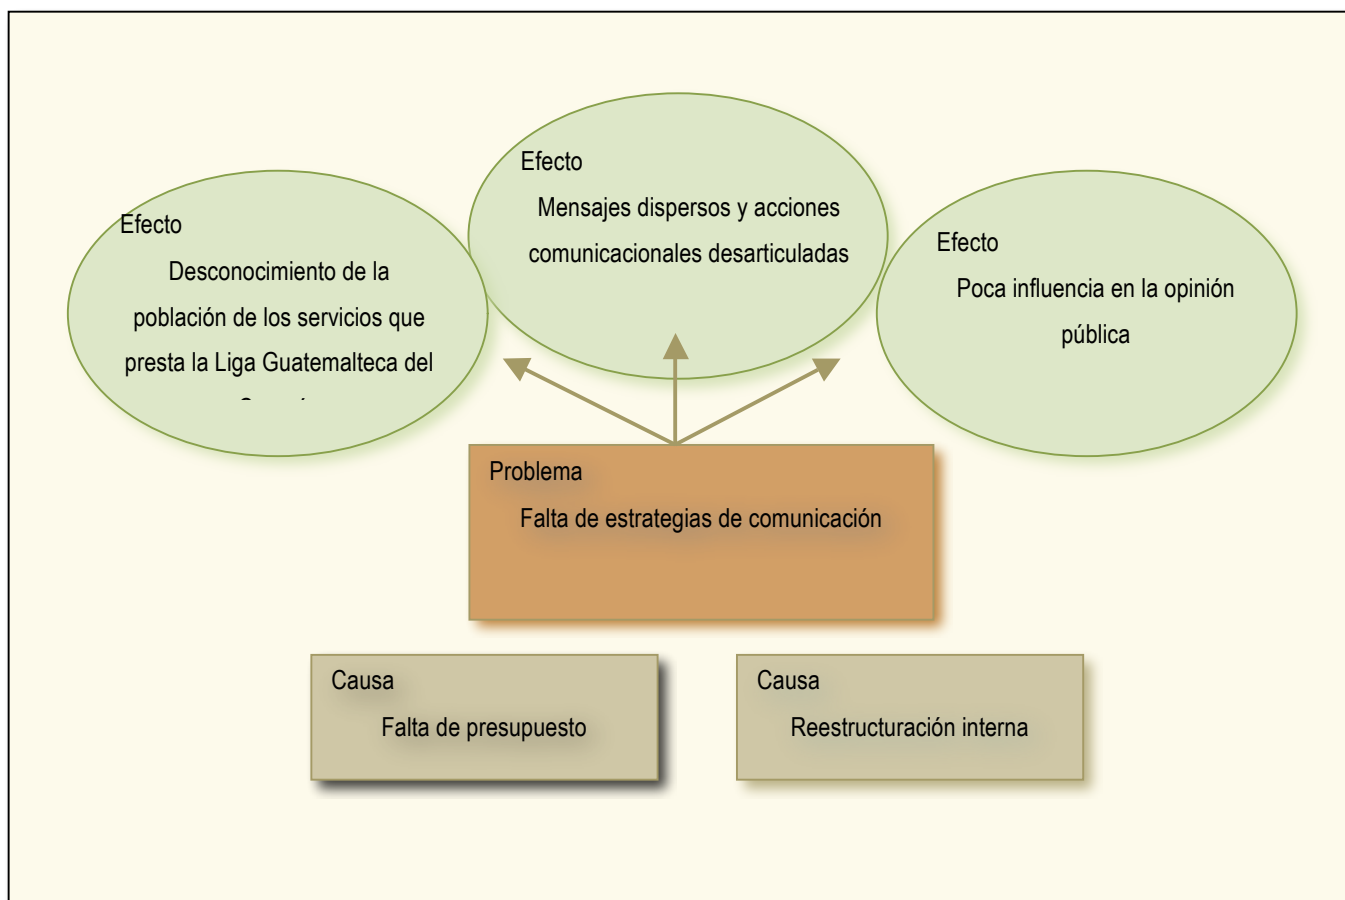 Efecto
Desconocimiento de la
población de los servicios que
presta la Liga Guatemalteca del
Efecto
Mensajes dispersos y acciones
comunicacionales desarticuladas
Efecto
Poca influencia en la opinión
pública
Problema
Falta de estrategias de comunicación
Causa
Falta de presupuesto
Causa
Reestructuración interna